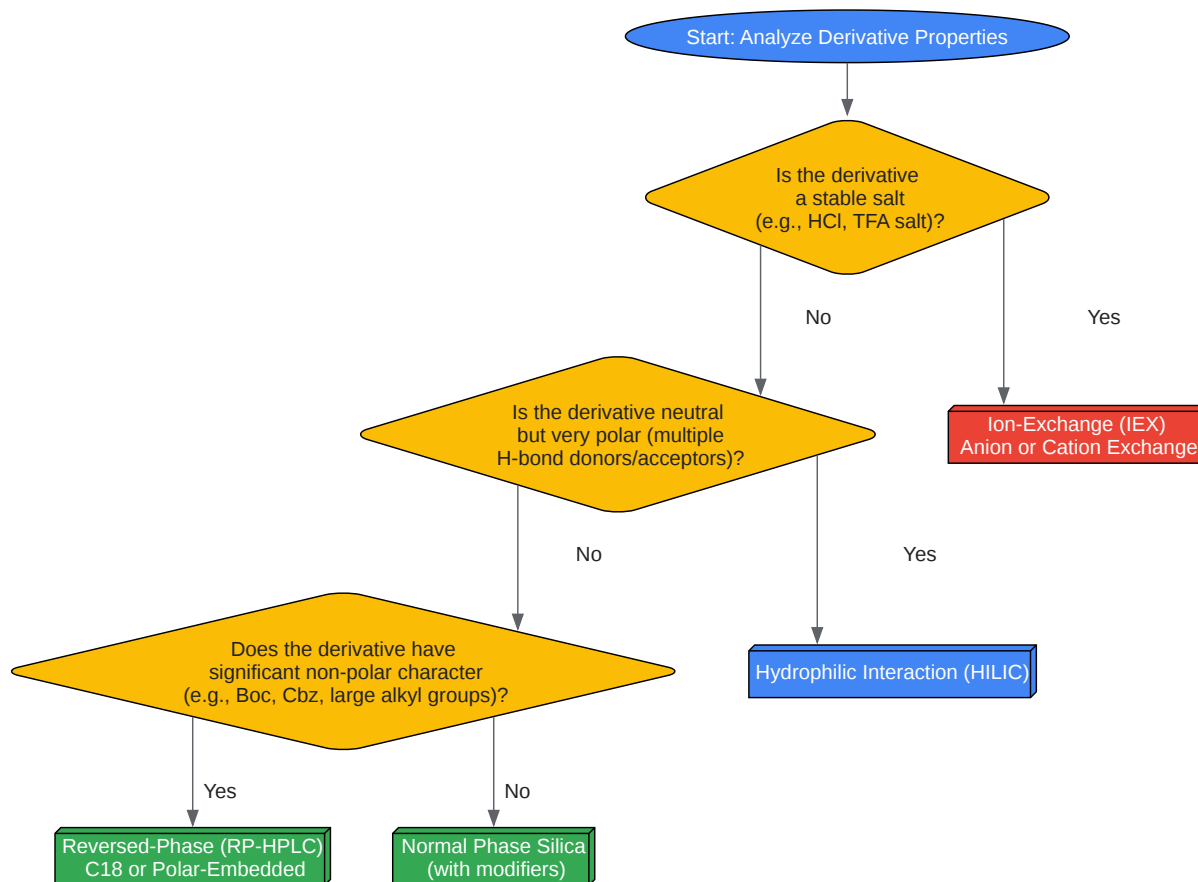 Start: Analyze Derivative Properties
Is the derivative
a stable salt
(e.g., HCl, TFA salt)?
No
Yes
Is the derivative neutral
but very polar (multiple
H-bond donors/acceptors)?
Ion-Exchange (IEX)
Anion or Cation Exchange
No
Yes
Does the derivative have
significant non-polar character
(e.g., Boc, Cbz, large alkyl groups)?
Hydrophilic Interaction (HILIC)
Yes
No
Reversed-Phase (RP-HPLC)
C18 or Polar-Embedded
Normal Phase Silica
(with modifiers)